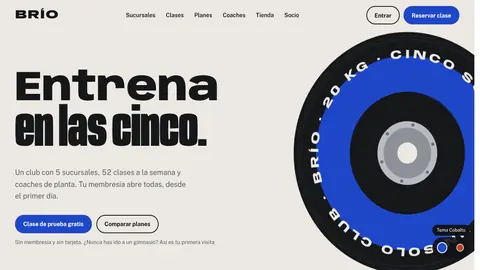 BRÍO
Sucursales Clases Planes Coaches Tienda Socio
Entrar Reservar clase
Entrena
en las cinco.
Un club con 5 sucursales, 52 clases a la semana y
coaches de planta. Tu membresía abre todas, desde
el primer día.
Clase de prueba gratis Comparar planes
Sin membresía y sin tarjeta. ¿Nunca has ido a un gimnasio? Así es tu primera visita
BRÍO · 20 KG · CINCO S
SOLO CLUB ·
Tema Cobalto